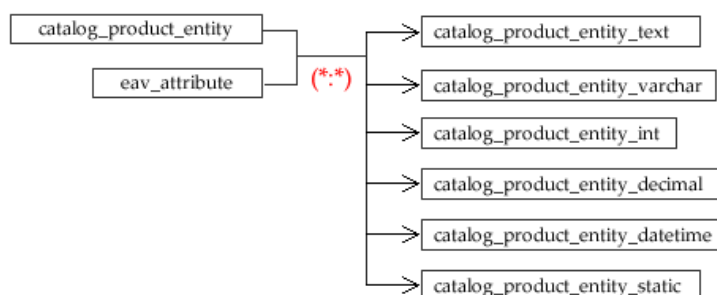 catalog_product_entity
eav_attribute
(*:*)
catalog_product_entity_text
catalog_product_entity_varchar
catalog_product_entity_int
catalog_product_entity_decimal
catalog_product_entity_datetime
catalog_product_entity_static